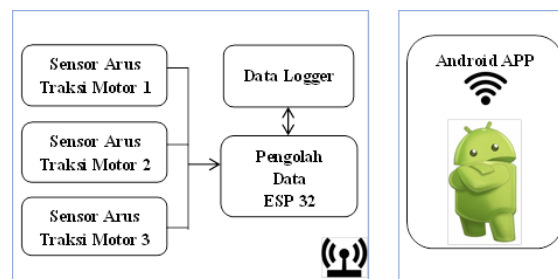 Sensor Arus
Traksi Motor 1
Sensor Arus
Traksi Motor 2
Sensor Arus
Traksi Motor 3
Data Logger
Pengolah
Data
ESP 32
Android APP